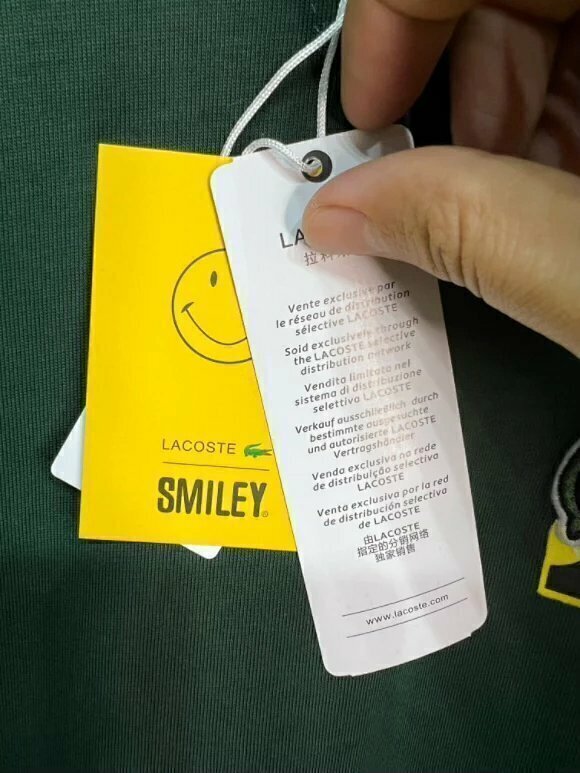 LACOSTE
SMILEY
LA
Vente exclusive par
le réseau de distribution
sélective LACOSTE
Soid exclusively through
the LACOSTE selective
distribution network
Vendita limitata nel
sistema di distribuzione
selettiva LACOSTE
Verkauf ausschließlich durch
bestimmte ausgesuchte
und autorisierte LACOSTE
Vertragshändler
Venda exclusiva na rede
de distribuição selectiva
LACOSTE
Venta exclusiva por la red
de distribución selectiva
de LACOSTE
由LACOSTE
指定的分销网络
独家销售
www.lacoste.com